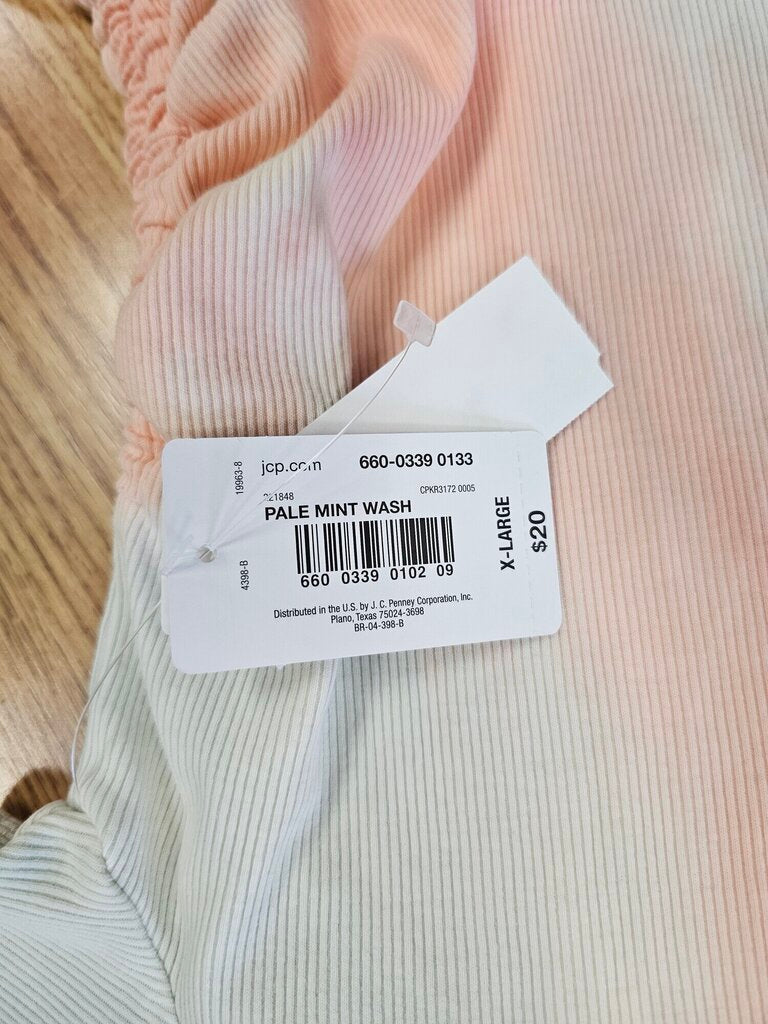 19963-8
jcp.com
660-0339 0133
21848
CPKR3172 0005
PALE MINT WASH
660 0339 0102 09
4398-B
Distributed in the U.S. by J. C. Penney Corporation, Inc.
Plano, Texas 75024-3698
BR-04-398-B
X-LARGE
$20